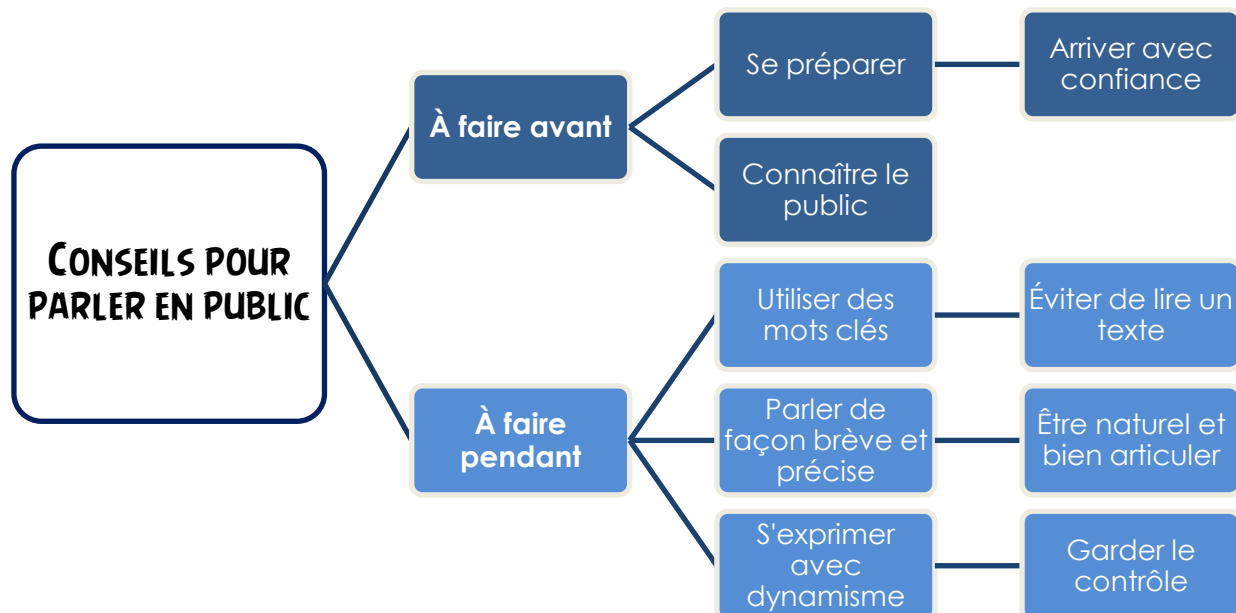 CONSEILS POUR
PARLER EN PUBLIC
À faire avant
Se préparer
Arriver avec
confiance
Connaître le
public
À faire
pendant
Utiliser des
mots clés
Éviter de lire un
texte
Parler de
façon brève et
précise
Être naturel et
bien articuler
S'exprimer
avec
dynamisme
Garder le
contrôle